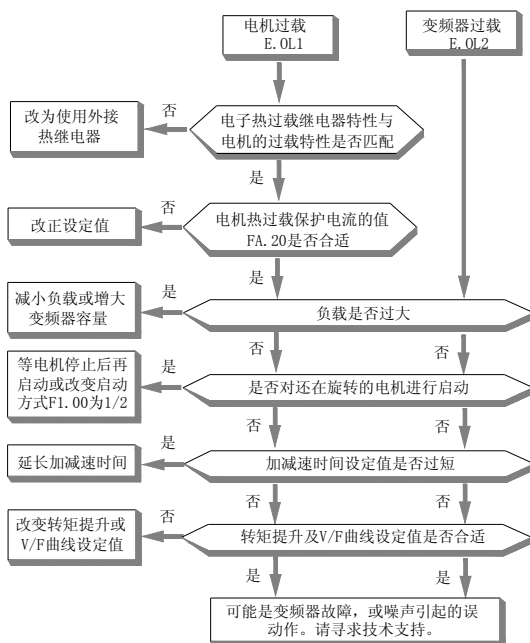 电机过载
E.OL1
变频器过载
E.OL2
否
改为使用外接
热继电器
电子热过载继电器特性与
电机的过载特性是否匹配
是
否
改正设定值
电机热过载保护电流的值
FA.20是否合适
是
是
减小负载或增大
变频器容量
负载是否过大
否
否
等电机停止后再
启动或改变启动
方式F1.00为1/2
是
是否对还在旋转的电机进行启动
否
否
是
延长加减速时间
加减速时间设定值是否过短
否
否
改变转矩提升或
V/F曲线设定值
否
转矩提升及V/F曲线设定值是否合适
是
是
可能是变频器故障，或噪声引起的误
动作。请寻求技术支持。